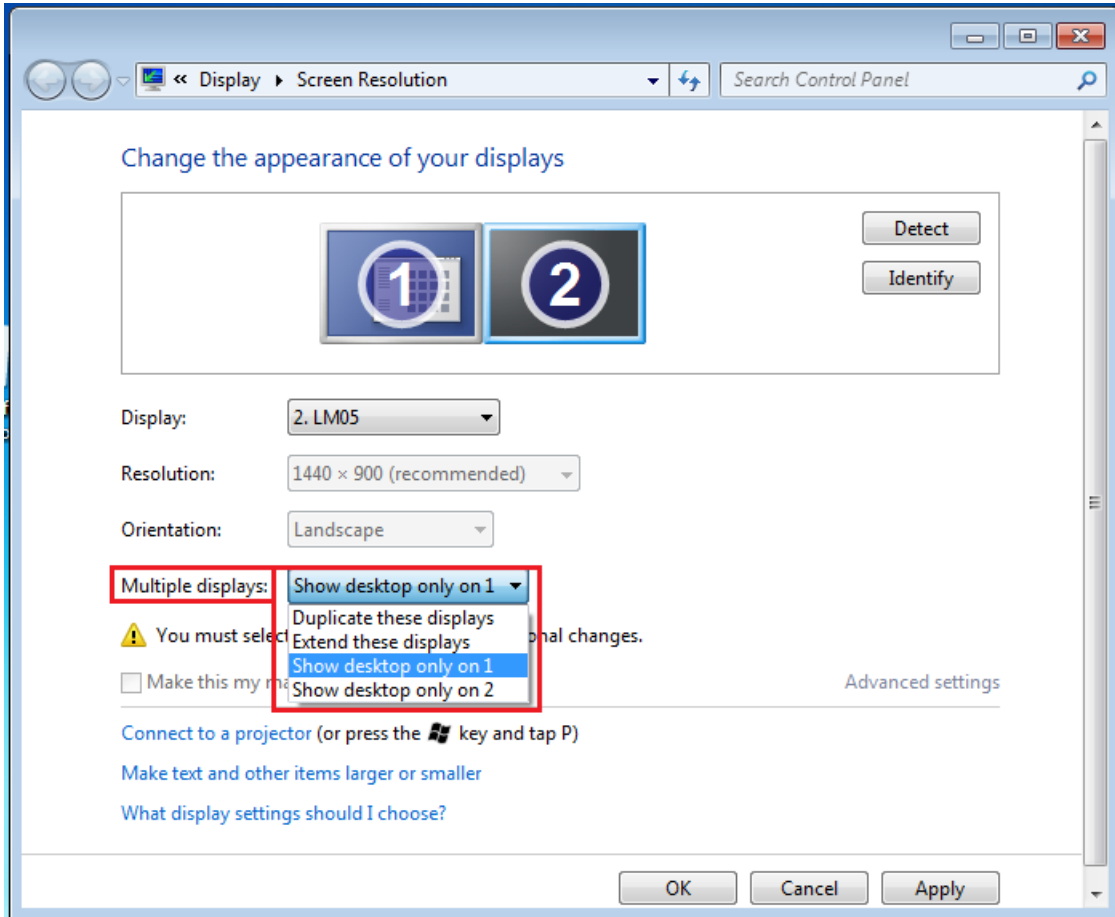 « Display ▸ Screen Resolution
Search Control Panel
Change the appearance of your displays
1 2
Detect
Identify
Display: 2. LM05
Resolution: 1440 × 900 (recommended)
Orientation: Landscape
Multiple displays: Show desktop only on 1
Duplicate these displays
You must selec onal changes.
Extend these displays
Show desktop only on 1
Make this my ma Advanced settings
Show desktop only on 2
Connect to a projector (or press the key and tap P)
Make text and other items larger or smaller
What display settings should I choose?
OK Cancel Apply